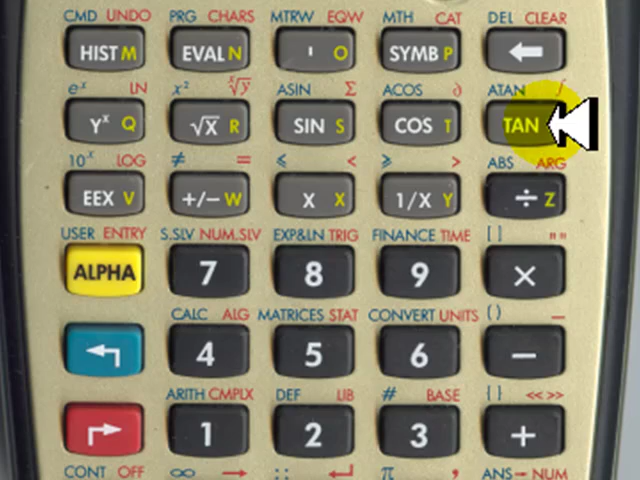 CMD UNDO PRG CHARS MTRW EQW MTH CAT DEL CLEAR
HIST M EVAL N ' O SYMB P
eˣ LN x² ˣ√y ASIN Σ ACOS ∂ ATAN ∫
Yˣ Q √X R SIN S COS T TAN
10ˣ LOG ≠ = ≤ < ≥ > ABS ARG
EEX V +/− W X X 1/X Y ÷ Z
USER ENTRY S.SLV NUM.SLV EXP&LN TRIG FINANCE TIME [ ] " "
ALPHA 7 8 9 ×
CALC ALG MATRICES STAT CONVERT UNITS ( ) _
4 5 6 −
ARITH CMPLX DEF LIB # BASE { } << >>
1 2 3 +
CONT OFF ∞ → :: ↵ π , ANS→NUM